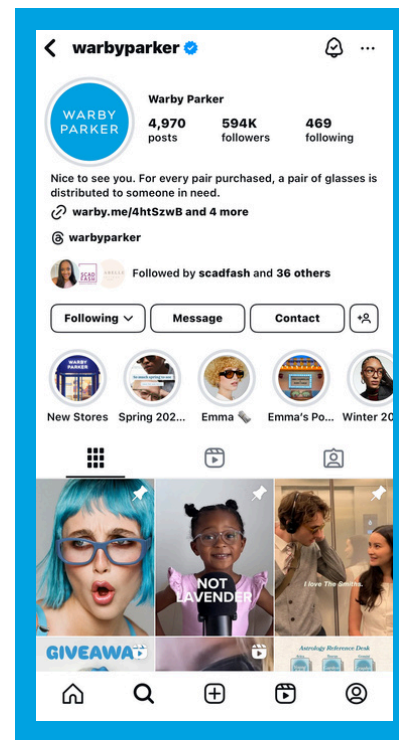 warbyparker
WARBY
PARKER
Warby Parker
4,970 594K 469
posts followers following
Nice to see you. For every pair purchased, a pair of glasses is
distributed to someone in need.
warby.me/4htSzwB and 4 more
warbyparker
SCAD
Followed by scadfash and 36 others
Following Message Contact
WARBY
PARKER
New Stores Spring 202... Emma Emma's Po... Winter 20
NOT
LAVENDER
I love The Smiths.
GIVEAWA
Astrology Reference Desk